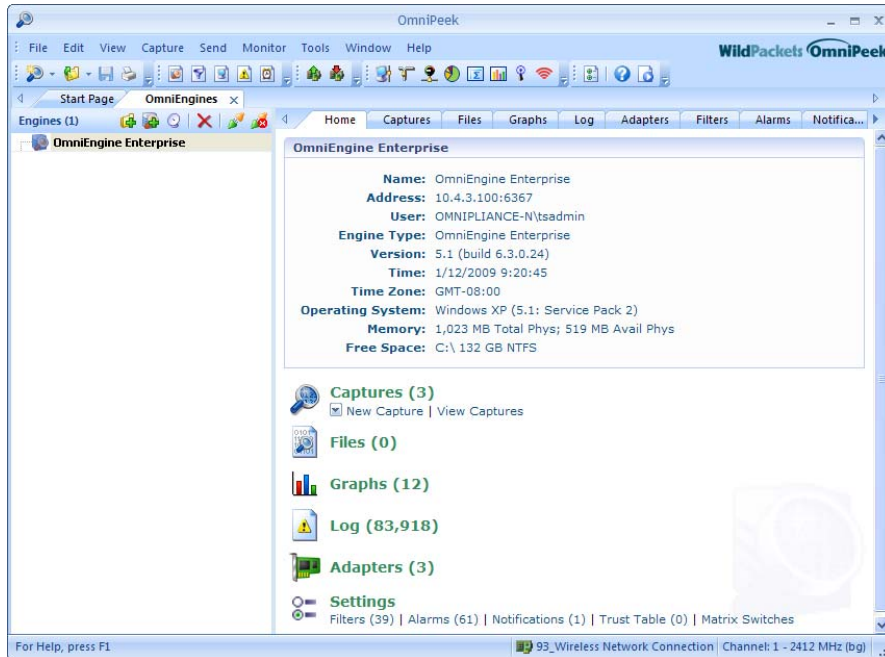 OmniPeek
File Edit View Capture Send Monitor Tools Window Help
WildPackets OmniPeek
Start Page OmniEngines
Engines (1)
Home Captures Files Graphs Log Adapters Filters Alarms Notifica...
OmniEngine Enterprise
OmniEngine Enterprise
Name: OmniEngine Enterprise
Address: 10.4.3.100:6367
User: OMNIPLIANCE-N\tsadmin
Engine Type: OmniEngine Enterprise
Version: 5.1 (build 6.3.0.24)
Time: 1/12/2009 9:20:45
Time Zone: GMT-08:00
Operating System: Windows XP (5.1: Service Pack 2)
Memory: 1,023 MB Total Phys; 519 MB Avail Phys
Free Space: C:\ 132 GB NTFS
Captures (3)
New Capture | View Captures
Files (0)
Graphs (12)
Log (83,918)
Adapters (3)
Settings
Filters (39) | Alarms (61) | Notifications (1) | Trust Table (0) | Matrix Switches
For Help, press F1
93_Wireless Network Connection Channel: 1 - 2412 MHz (bg)